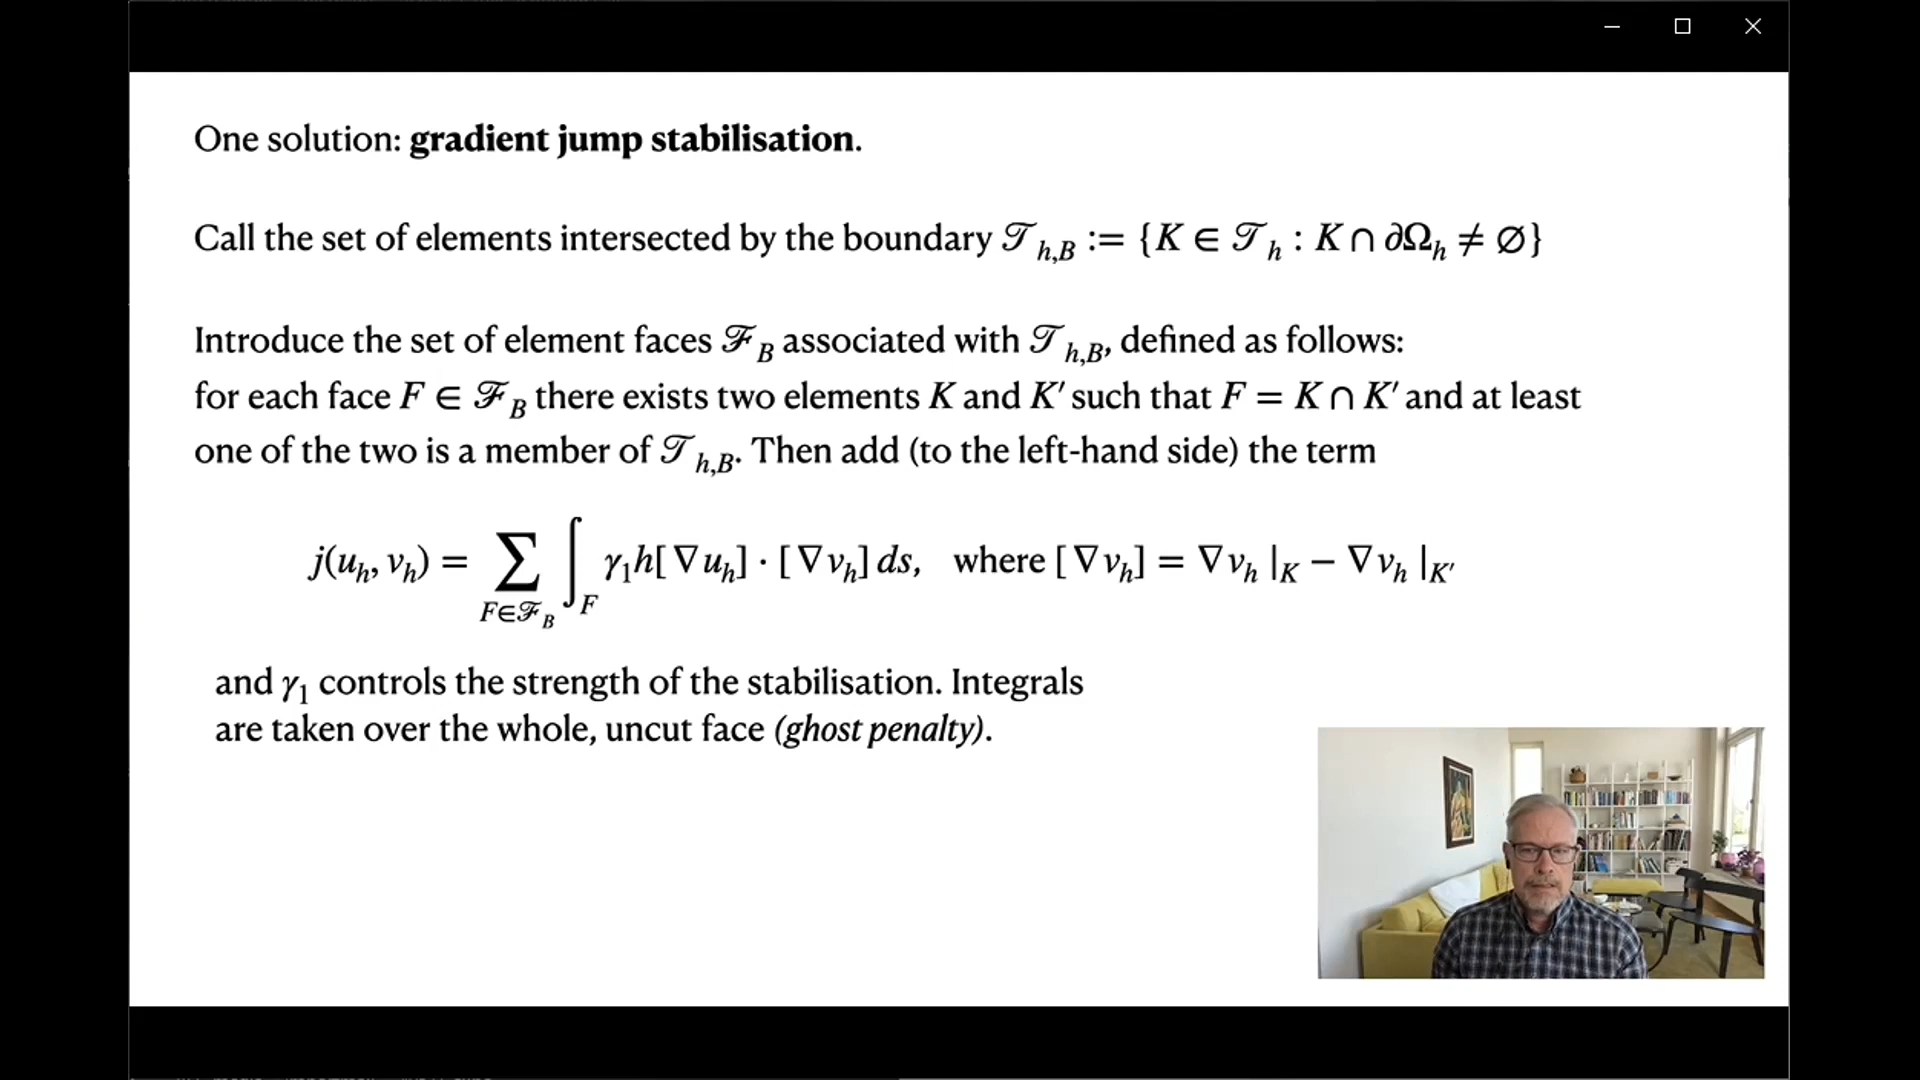 One solution: gradient jump stabilisation.
Call the set of elements intersected by the boundary 𝒯_{h,B} := {K ∈ 𝒯_h : K ∩ ∂Ω_h ≠ ∅}
Introduce the set of element faces ℱ_B associated with 𝒯_{h,B}, defined as follows:
for each face F ∈ ℱ_B there exists two elements K and K′ such that F = K ∩ K′ and at least
one of the two is a member of 𝒯_{h,B}. Then add (to the left-hand side) the term
j(u_h, v_h) = ∑_{F∈ℱ_B} ∫_F γ_1 h[∇u_h] · [∇v_h] ds, where [∇v_h] = ∇v_h |_K − ∇v_h |_{K′}
and γ_1 controls the strength of the stabilisation. Integrals
are taken over the whole, uncut face (ghost penalty).